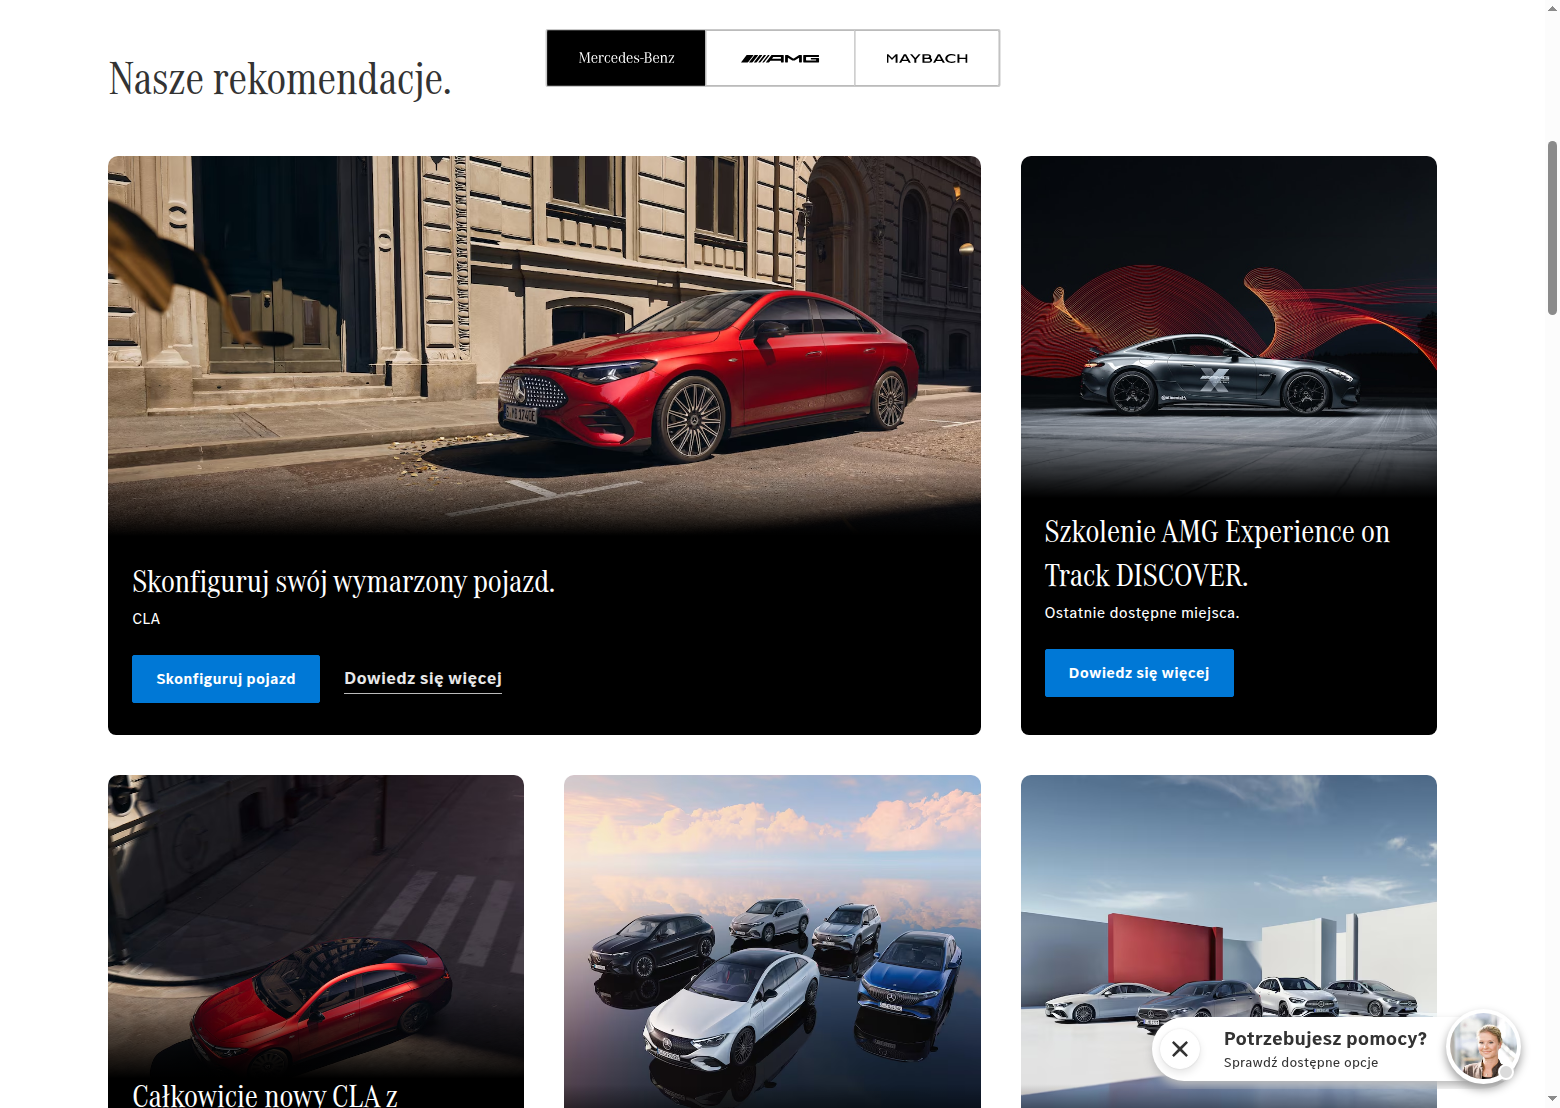 Nasze rekomendacje.
Mercedes-Benz
AMG
MAYBACH
Skonfiguruj swój wymarzony pojazd.
CLA
Skonfiguruj pojazd
Dowiedz się więcej
Szkolenie AMG Experience on
Track DISCOVER.
Ostatnie dostępne miejsca.
Dowiedz się więcej
Całkowicie nowy CLA z
Potrzebujesz pomocy?
Sprawdź dostępne opcje